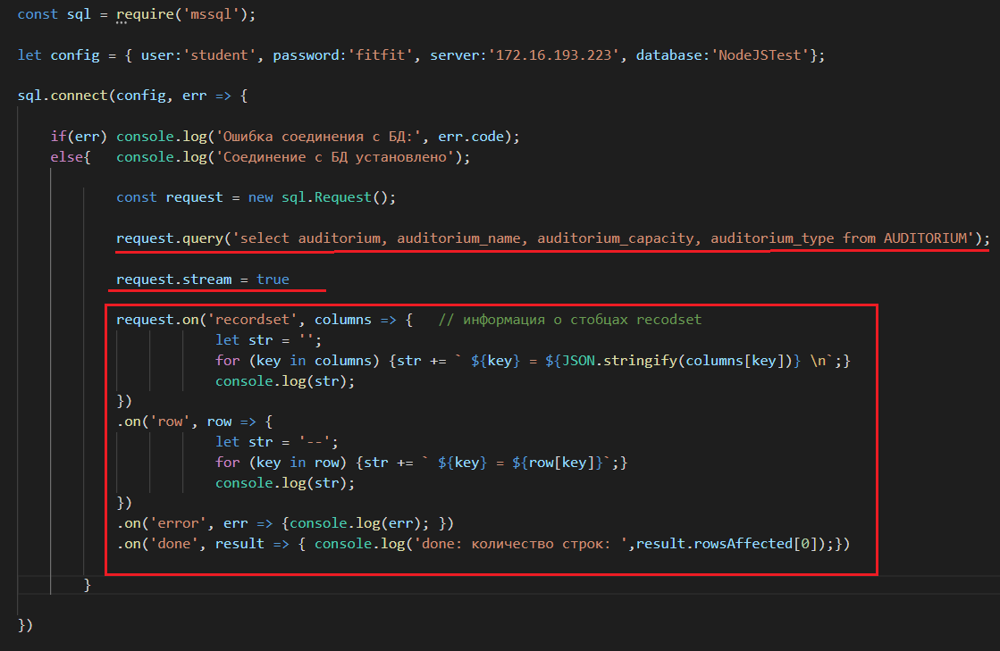 const sql = require('mssql');
let config = { user:'student', password:'fitfit', server:'172.16.193.223', database:'NodeJSTest'};
sql.connect(config, err => {
if(err) console.log('Ошибка соединения с БД:', err.code);
else{   console.log('Соединение с БД установлено');
const request = new sql.Request();
request.query('select auditorium, auditorium_name, auditorium_capacity, auditorium_type from AUDITORIUM');
request.stream = true
request.on('recordset', columns => {   // информация о стобцах recodset
let str = '';
for (key in columns) {str += ` ${key} = ${JSON.stringify(columns[key])} \n`;}
console.log(str);
})
.on('row', row => {
let str = '--';
for (key in row) {str += ` ${key} = ${row[key]}`;}
console.log(str);
})
.on('error', err => {console.log(err); })
.on('done', result => { console.log('done: количество строк: ',result.rowsAffected[0]);})
}
})